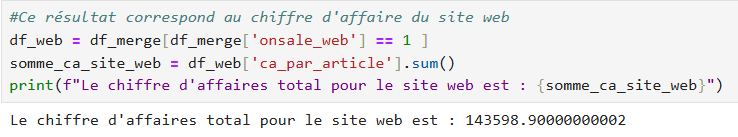 #Ce résultat correspond au chiffre d'affaire du site web
df_web = df_merge[df_merge['onsale_web'] == 1 ]
somme_ca_site_web = df_web['ca_par_article'].sum()
print(f"Le chiffre d'affaires total pour le site web est : {somme_ca_site_web}")
Le chiffre d'affaires total pour le site web est : 143598.90000000002